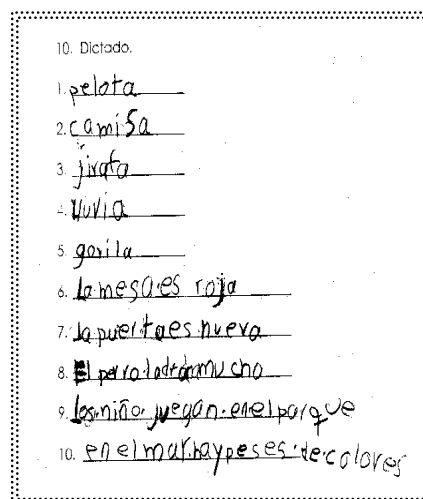 10. Dictado.
1. pelota
2. camisa
3. jirafa
4. lluvia
5. gorila
6. la mesa es roja
7. la puerta es nueva
8. El perro ladra mucho
9. los niño juegan en el parque
10. en el mar hay peses de colores